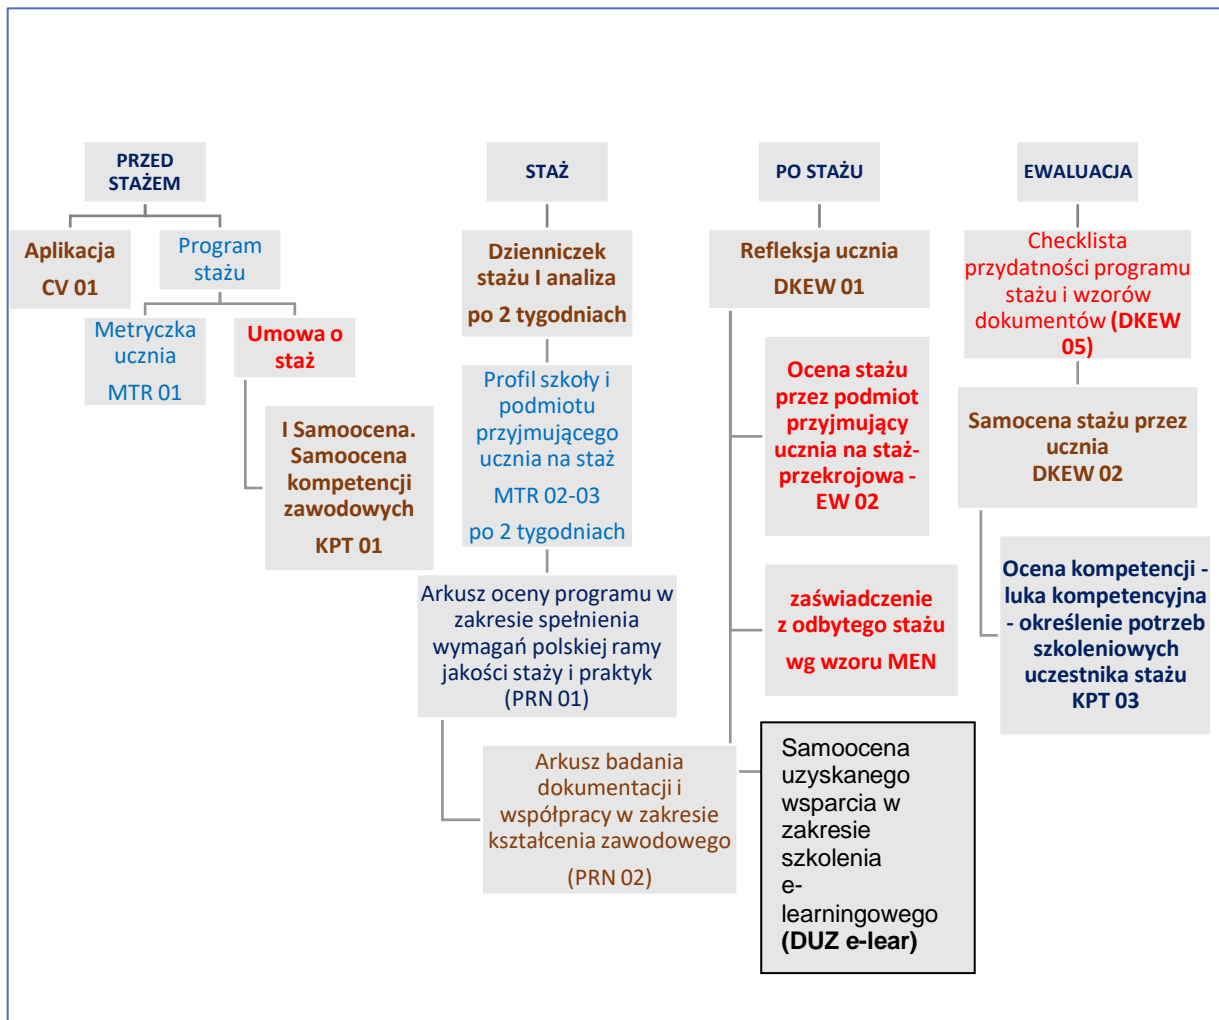 PRZED
STAŻEM
Aplikacja
CV 01
Program
stażu
Metryczka
ucznia
MTR 01
Umowa o
staż
I Samoocena.
Samoocena
kompetencji
zawodowych
KPT 01
STAŻ
Dzienniczek
stażu I analiza
po 2 tygodniach
Profil szkoły i
podmiotu
przyjmującego
ucznia na staż
MTR 02-03
po 2 tygodniach
Arkusz oceny programu w
zakresie spełnienia
wymagań polskiej ramy
jakości staży i praktyk
(PRN 01)
Arkusz badania
dokumentacji i
współpracy w zakresie
kształcenia zawodowego
(PRN 02)
PO STAŻU
Refleksja ucznia
DKEW 01
Ocena stażu
przez podmiot
przyjmujący
ucznia na staż-
przekrojowa -
EW 02
zaświadczenie
z odbytego stażu
wg wzoru MEN
Samoocena
uzyskanego
wsparcia w
zakresie
szkolenia
e-
learningowego
(DUZ e-lear)
EWALUACJA
Checklista
przydatności programu
stażu i wzorów
dokumentów (DKEW
05)
Samocena stażu przez
ucznia
DKEW 02
Ocena kompetencji -
luka kompetencyjna
- określenie potrzeb
szkoleniowych
uczestnika stażu
KPT 03